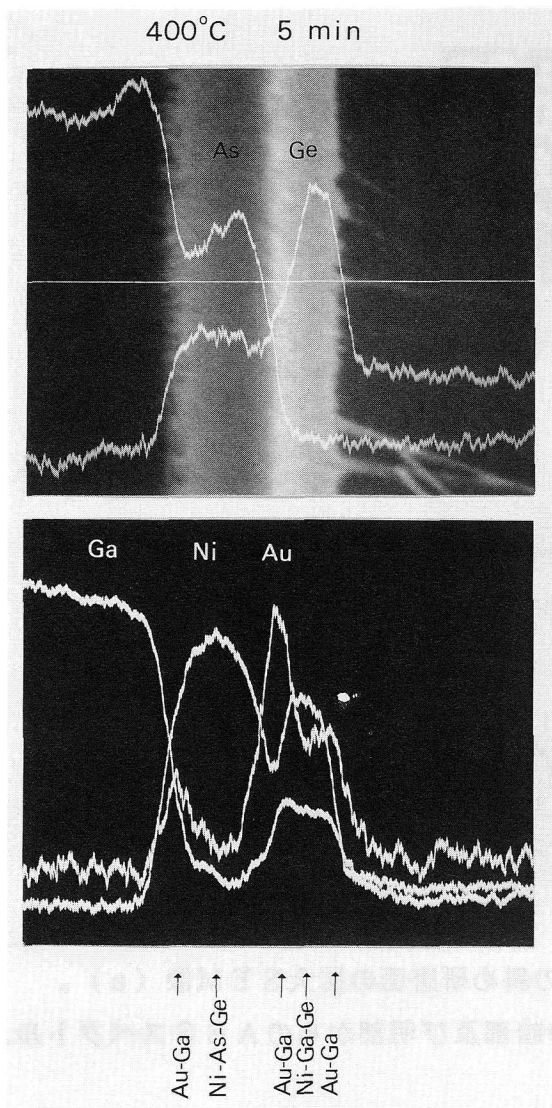 400°C 5 min
As Ge
Ga Ni Au
→ Au-Ga
→ Ni-As-Ge
→ Au-Ga
→ Ni-Ga-Ge
→ Au-Ga